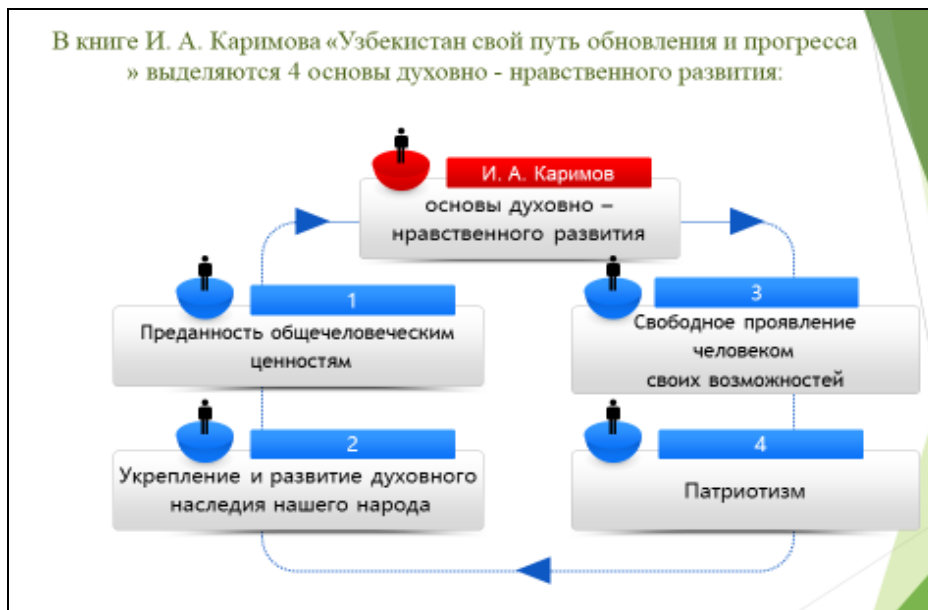 В книге И. А. Каримова «Узбекистан свой путь обновления и прогресса
» выделяются 4 основы духовно - нравственного развития:
И. А. Каримов
основы духовно –
нравственного развития
1
Преданность общечеловеческим
ценностям
2
Укрепление и развитие духовного
наследия нашего народа
3
Свободное проявление
человеком
своих возможностей
4
Патриотизм